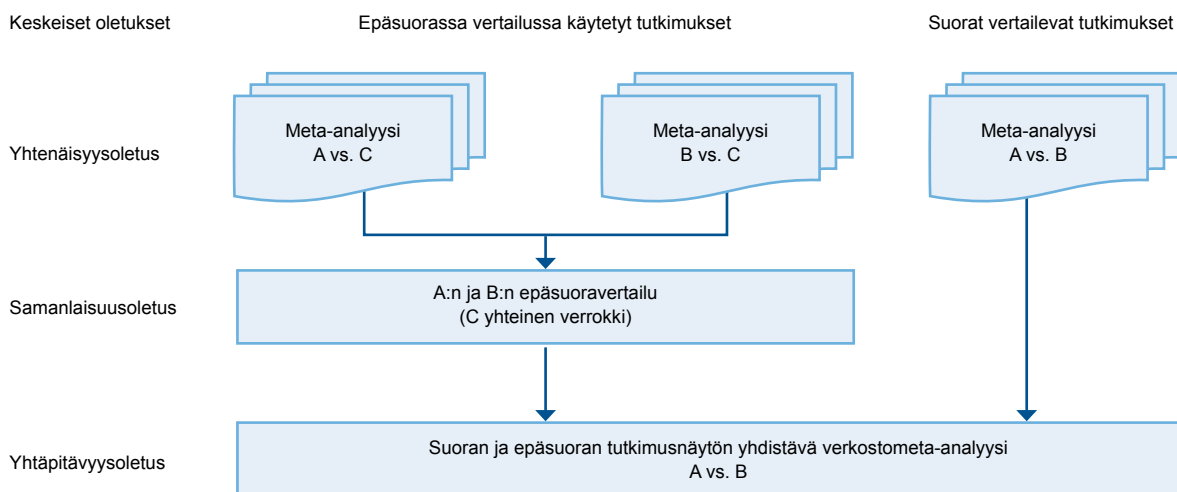 Keskeiset oletukset
Epäsuorassa vertailussa käytetyt tutkimukset
Suorat vertailevat tutkimukset
Yhtenäisyysoletus
Meta-analyysi
A vs. C
Meta-analyysi
B vs. C
Meta-analyysi
A vs. B
Samanlaisuusoletus
A:n ja B:n epäsuoravertailu
(C yhteinen verrokki)
Yhtäpitävyysoletus
Suoran ja epäsuoran tutkimusnäytön yhdistävä verkostometa-analyysi
A vs. B